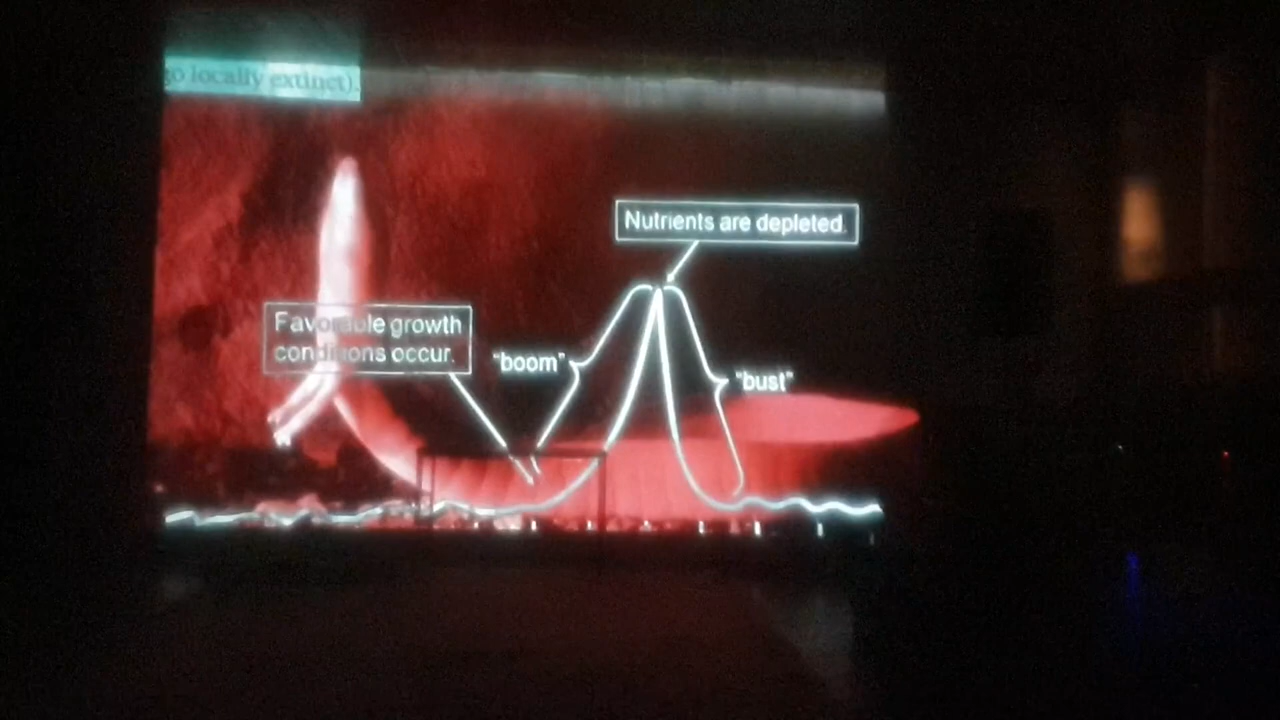 go locally extinct).
Nutrients are depleted.
Favorable growth
conditions occur.
"boom"
"bust"